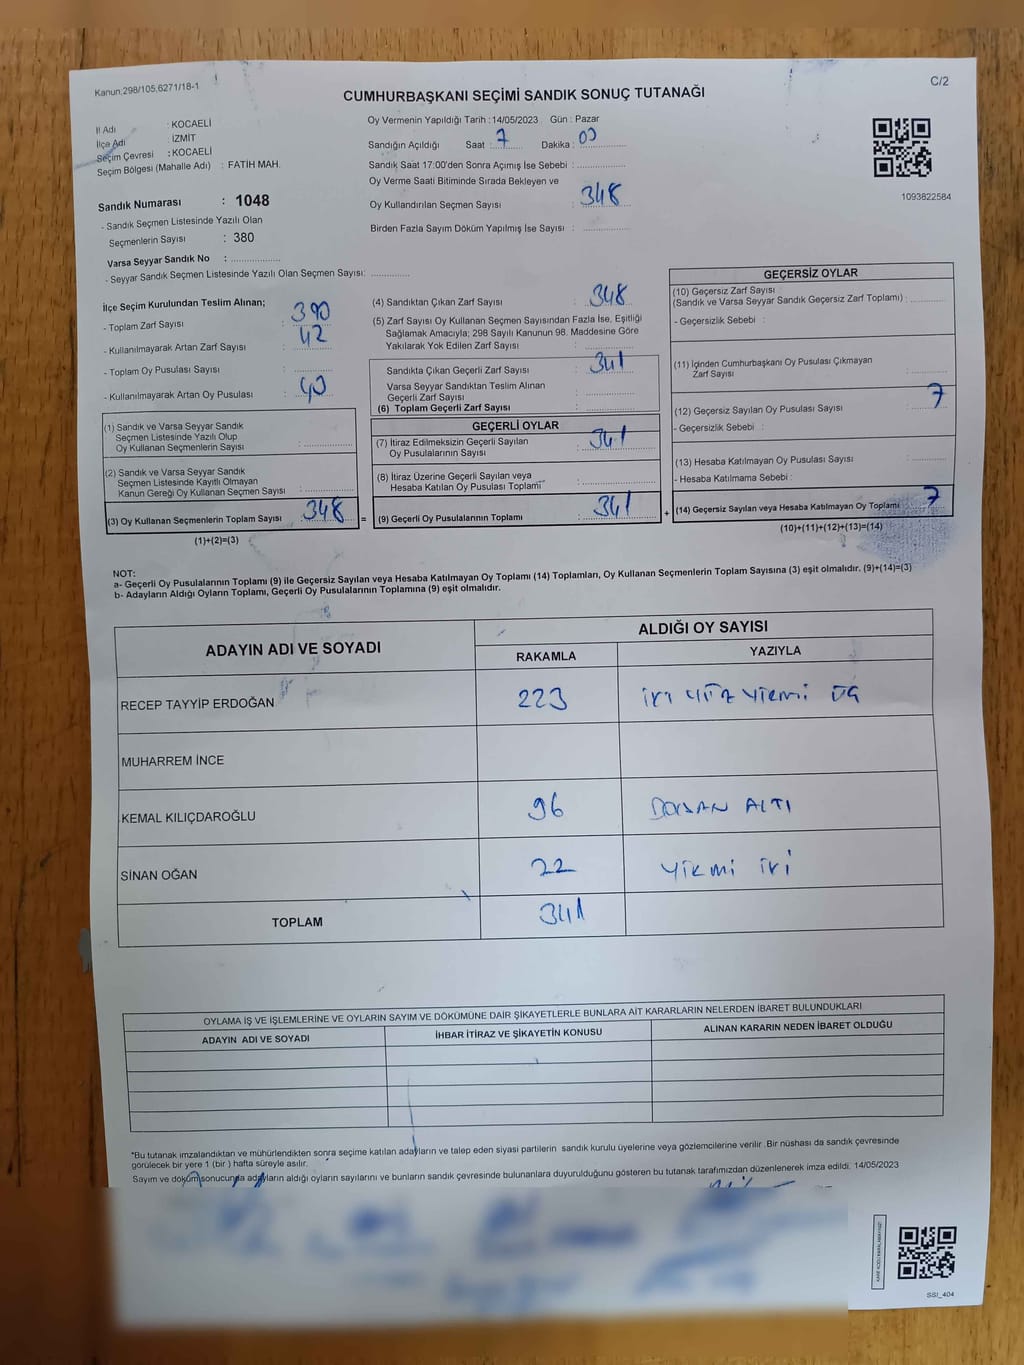 Kanun:298/105,6271/18-1
C/2
CUMHURBAŞKANI SEÇİMİ SANDIK SONUÇ TUTANAĞI
İl Adı : KOCAELİ
İlçe Adı : İZMİT
Seçim Çevresi : KOCAELİ
Seçim Bölgesi (Mahalle Adı) : FATİH MAH.
Oy Vermenin Yapıldığı Tarih : 14/05/2023 Gün : Pazar
Sandığın Açıldığı Saat : 7 Dakika : 00
Sandık Saat 17:00'den Sonra Açımış İse Sebebi :
Oy Verme Saati Bitiminde Sırada Bekleyen ve
Oy Kullandırılan Seçmen Sayısı : 348
Birden Fazla Sayım Döküm Yapılmış İse Sayısı :
1093822584
Sandık Numarası : 1048
- Sandık Seçmen Listesinde Yazılı Olan
Seçmenlerin Sayısı : 380
Varsa Seyyar Sandık No :
- Seyyar Sandık Seçmen Listesinde Yazılı Olan Seçmen Sayısı:
İlçe Seçim Kurulundan Teslim Alınan;
- Toplam Zarf Sayısı : 390
- Kullanılmayarak Artan Zarf Sayısı : 42
- Toplam Oy Pusulası Sayısı :
- Kullanılmayarak Artan Oy Pusulası :
(1) Sandık ve Varsa Seyyar Sandık
Seçmen Listesinde Yazılı Olup
Oy Kullanan Seçmenlerin Sayısı :
(2) Sandık ve Varsa Seyyar Sandık
Seçmen Listesinde Kayıtlı Olmayan
Kanun Gereği Oy Kullanan Seçmen Sayısı :
(3) Oy Kullanan Seçmenlerin Toplam Sayısı : 348
(1)+(2)=(3)
(4) Sandıktan Çıkan Zarf Sayısı : 348
(5) Zarf Sayısı Oy Kullanan Seçmen Sayısından Fazla İse, Eşitliği
Sağlamak Amacıyla; 298 Sayılı Kanunun 98. Maddesine Göre
Yakılarak Yok Edilen Zarf Sayısı :
Sandıkta Çıkan Geçerli Zarf Sayısı : 341
Varsa Seyyar Sandıktan Teslim Alınan
Geçerli Zarf Sayısı :
(6) Toplam Geçerli Zarf Sayısı :
GEÇERLİ OYLAR
(7) İtiraz Edilmeksizin Geçerli Sayılan
Oy Pusulalarının Sayısı : 341
(8) İtiraz Üzerine Geçerli Sayılan veya
Hesaba Katılan Oy Pusulası Toplamı :
= (9) Geçerli Oy Pusulalarının Toplamı : 341
GEÇERSİZ OYLAR
(10) Geçersiz Zarf Sayısı
(Sandık ve Varsa Seyyar Sandık Geçersiz Zarf Toplamı) :
- Geçersizlik Sebebi :
(11) İçinden Cumhurbaşkanı Oy Pusulası Çıkmayan
Zarf Sayısı :
(12) Geçersiz Sayılan Oy Pusulası Sayısı : 7
- Geçersizlik Sebebi :
(13) Hesaba Katılmayan Oy Pusulası Sayısı :
- Hesaba Katılmama Sebebi :
+ (14) Geçersiz Sayılan veya Hesaba Katılmayan Oy Toplamı 7
(10)+(11)+(12)+(13)=(14)
NOT:
a- Geçerli Oy Pusulalarının Toplamı (9) ile Geçersiz Sayılan veya Hesaba Katılmayan Oy Toplamı (14) Toplamları, Oy Kullanan Seçmenlerin Toplam Sayısına (3) eşit olmalıdır. (9)+(14)=(3)
b- Adayların Aldığı Oyların Toplamı, Geçerli Oy Pusulalarının Toplamına (9) eşit olmalıdır.
ADAYIN ADI VE SOYADI
ALDIĞI OY SAYISI
RAKAMLA YAZIYLA
RECEP TAYYİP ERDOĞAN 223 İKİ YÜZ YİRMİ ÜÇ
MUHARREM İNCE
KEMAL KILIÇDAROĞLU 96 DOKSAN ALTI
SİNAN OĞAN 22 YİRMİ İKİ
TOPLAM 341
OYLAMA İŞ VE İŞLEMLERİNE VE OYLARIN SAYIM VE DÖKÜMÜNE DAİR ŞİKAYETLERLE BUNLARA AİT KARARLARIN NELERDEN İBARET BULUNDUKLARI
ADAYIN ADI VE SOYADI İHBAR İTİRAZ VE ŞİKAYETİN KONUSU ALINAN KARARIN NEDEN İBARET OLDUĞU
*Bu tutanak imzalandıktan ve mühürlendikten sonra seçime katılan adayların ve talep eden siyasi partilerin sandık kurulu üyelerine veya gözlemcilerine verilir .Bir nüshası da sandık çevresinde
görülecek bir yere 1 (bir ) hafta süreyle asılır.
Sayım ve döküm sonucunda adayların aldığı oyların sayılarını ve bunların sandık çevresinde bulunanlara duyurulduğunu gösteren bu tutanak tarafımızdan düzenlenerek imza edildi. 14/05/2023
SSI_404